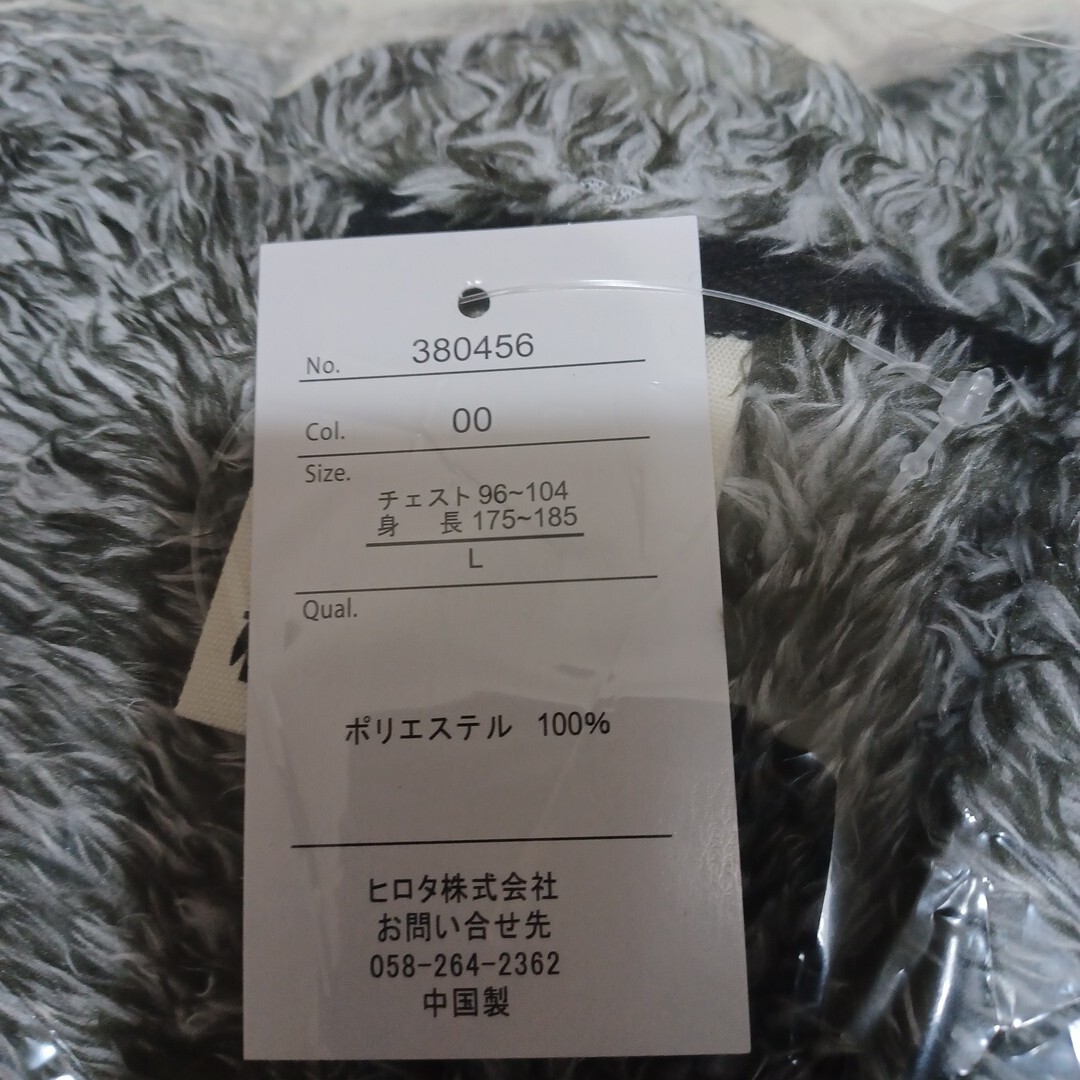 No. 380456
Col. 00
Size.
チェスト 96~104
身 長 175~185
L
Qual.
ポリエステル 100%
ヒロタ株式会社
お問い合せ先
058-264-2362
中国製